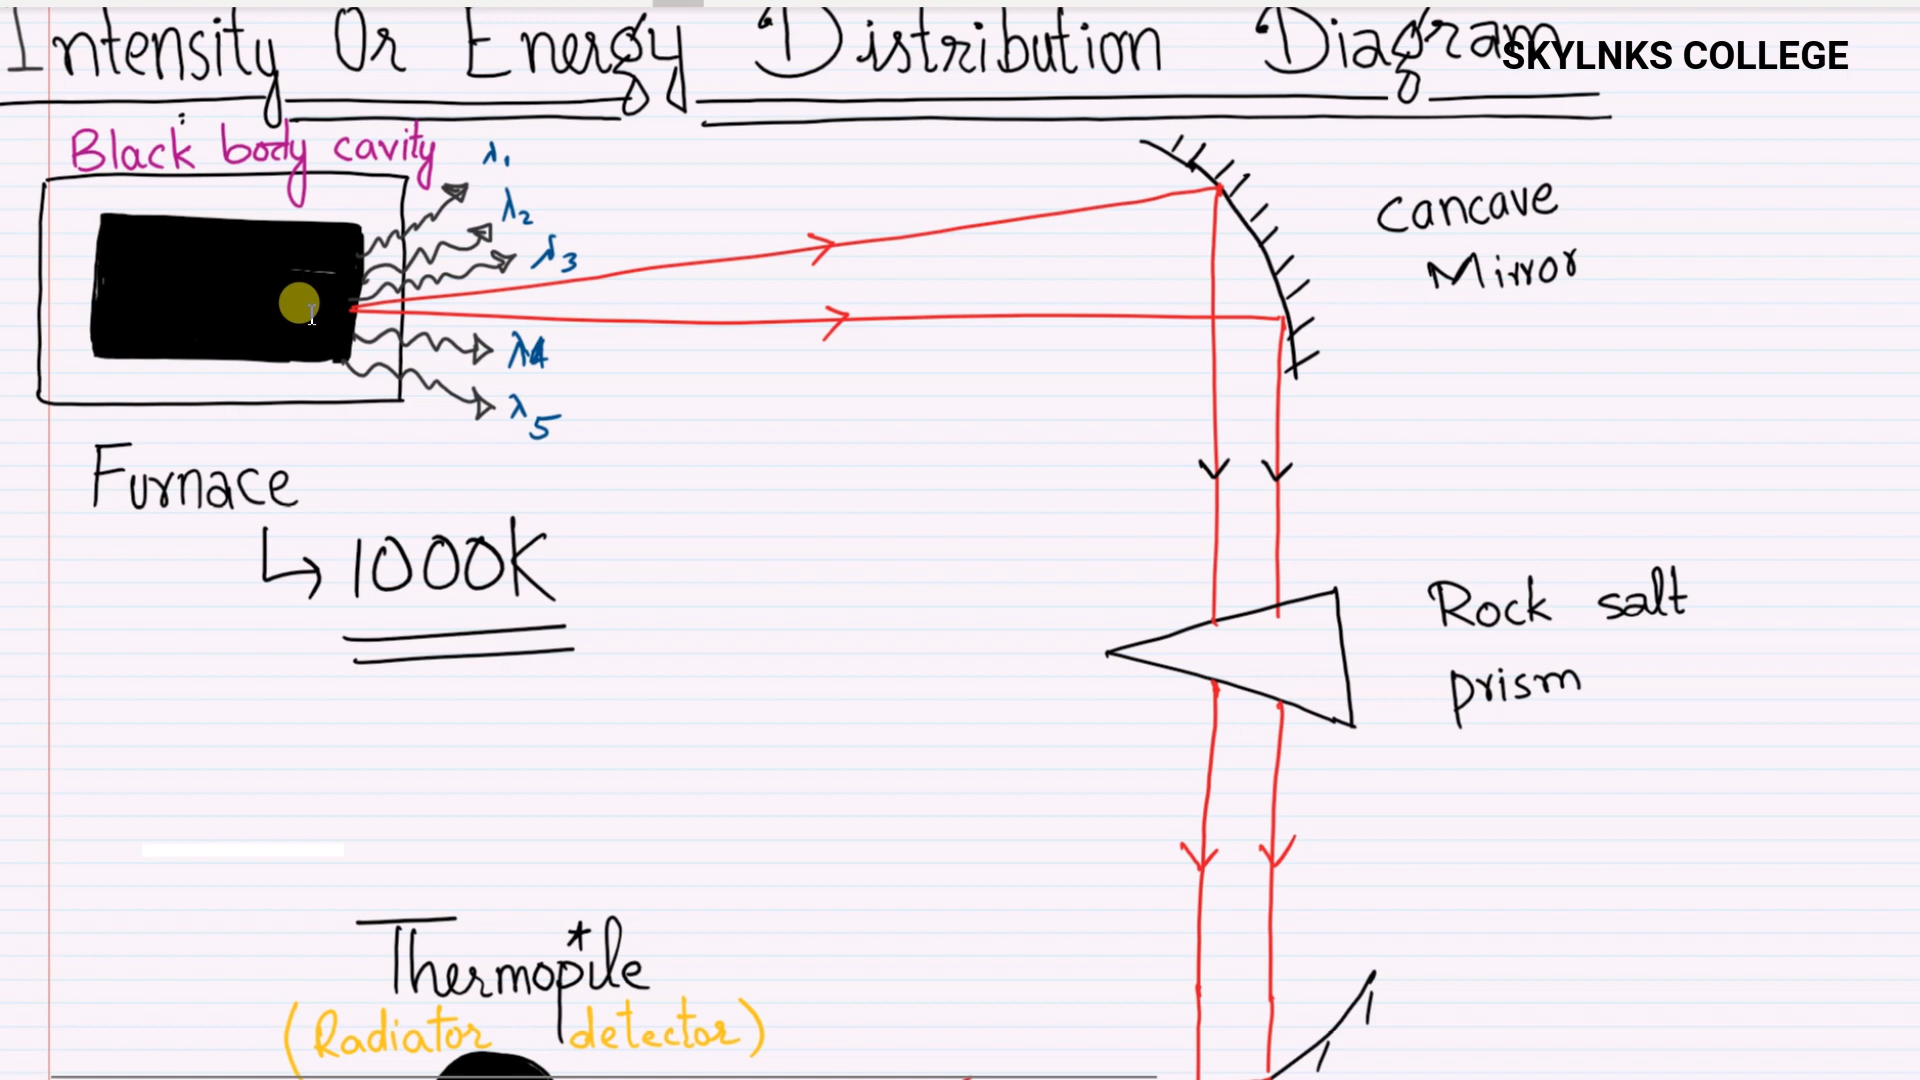 Intensity Or Energy Distribution Diagram
SKYLNKS COLLEGE
Black body cavity
λ1
λ2
λ3
λ4
λ5
Cancave
Mirror
Furnace
↳ 1000K
Rock salt
prism
Thermopile
(Radiator detector)